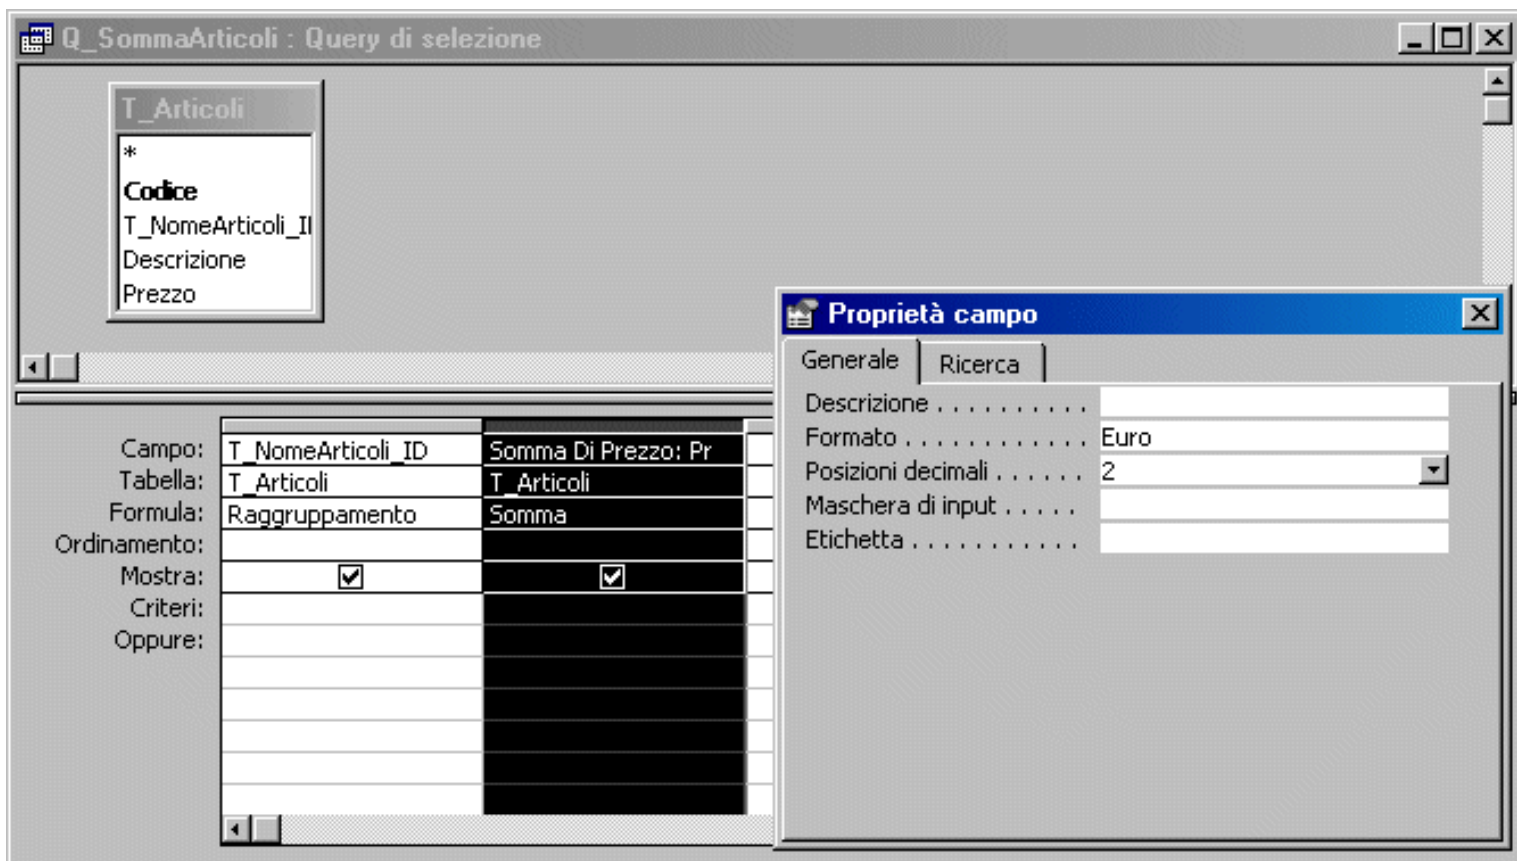 Q_SommaArticoli : Query di selezione
T_Articoli
*
Codice
T_NomeArticoli_II
Descrizione
Prezzo
Proprietà campo
Generale Ricerca
Descrizione . . . . . . . . . .
Formato . . . . . . . . . . . . . Euro
Posizioni decimali . . . . . . 2
Maschera di input . . . . .
Etichetta . . . . . . . . . . .
Campo: T_NomeArticoli_ID Somma Di Prezzo: Pr
Tabella: T_Articoli T_Articoli
Formula: Raggruppamento Somma
Ordinamento:
Mostra:
Criteri:
Oppure: